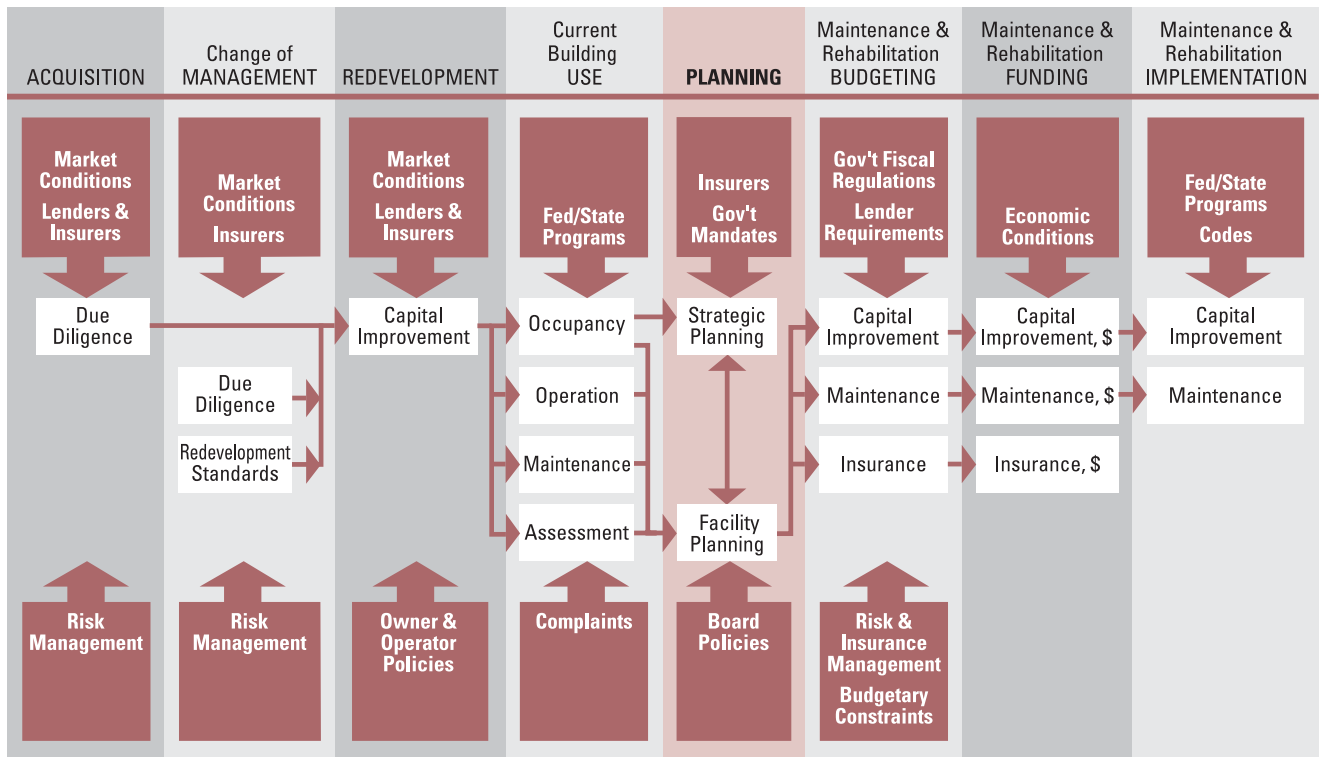 ACQUISITION
Change of
MANAGEMENT
REDEVELOPMENT
Current
Building
USE
PLANNING
Maintenance &
Rehabilitation
BUDGETING
Maintenance &
Rehabilitation
FUNDING
Maintenance &
Rehabilitation
IMPLEMENTATION
Market
Conditions
Lenders &
Insurers
Market
Conditions
Insurers
Market
Conditions
Lenders &
Insurers
Fed/State
Programs
Insurers
Gov't
Mandates
Gov't Fiscal
Regulations
Lender
Requirements
Economic
Conditions
Fed/State
Programs
Codes
Due
Diligence
Due
Diligence
Redevelopment
Standards
Capital
Improvement
Occupancy
Operation
Maintenance
Assessment
Strategic
Planning
Facility
Planning
Capital
Improvement
Maintenance
Insurance
Capital
Improvement, $
Maintenance, $
Insurance, $
Capital
Improvement
Maintenance
Risk
Management
Risk
Management
Owner &
Operator
Policies
Complaints
Board
Policies
Risk &
Insurance
Management
Budgetary
Constraints